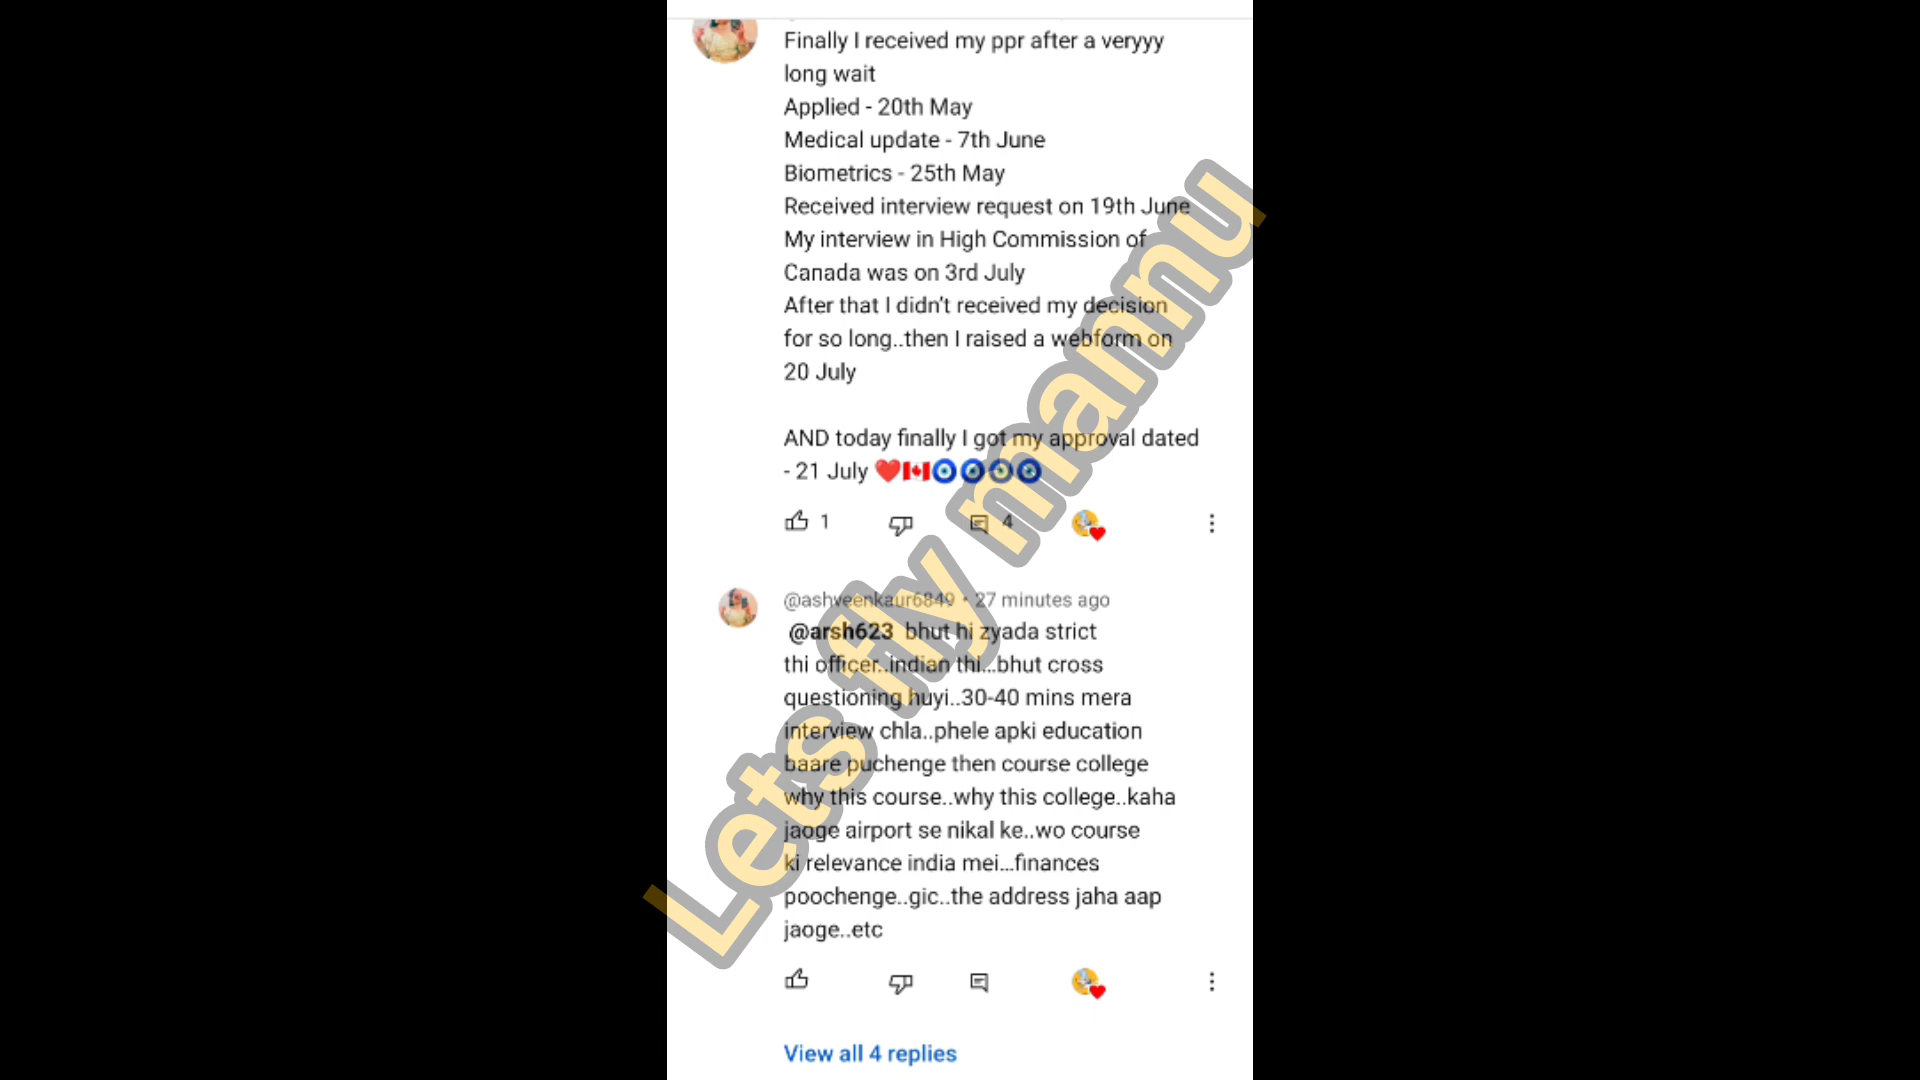 Finally I received my ppr after a veryyy
long wait
Applied - 20th May
Medical update - 7th June
Biometrics - 25th May
Received interview request on 19th June
My interview in High Commission of
Canada was on 3rd July
After that I didn't received my decision
for so long..then I raised a webform on
20 July
AND today finally I got my approval dated
- 21 July ❤️🇨🇦🧿🧿🧿🧿
1 4
@ashveenkaur6849 • 27 minutes ago
@arsh623 bhut hi zyada strict
thi officer..indian thi...bhut cross
questioning huyi..30-40 mins mera
interview chla..phele apki education
baare puchenge then course college
why this course..why this college..kaha
jaoge airport se nikal ke..wo course
ki relevance india mei...finances
poochenge..gic..the address jaha aap
jaoge..etc
View all 4 replies
Lets fly mannu